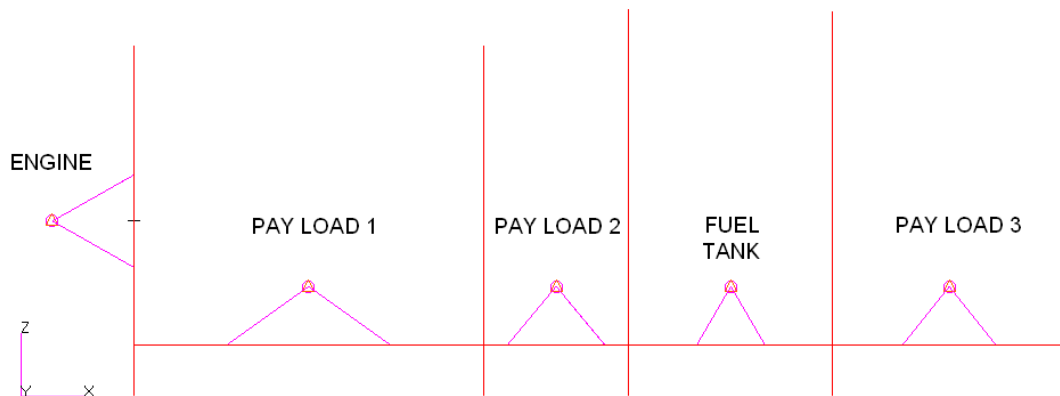 ENGINE
PAY LOAD 1
PAY LOAD 2
FUEL
TANK
PAY LOAD 3
Z
Y
X